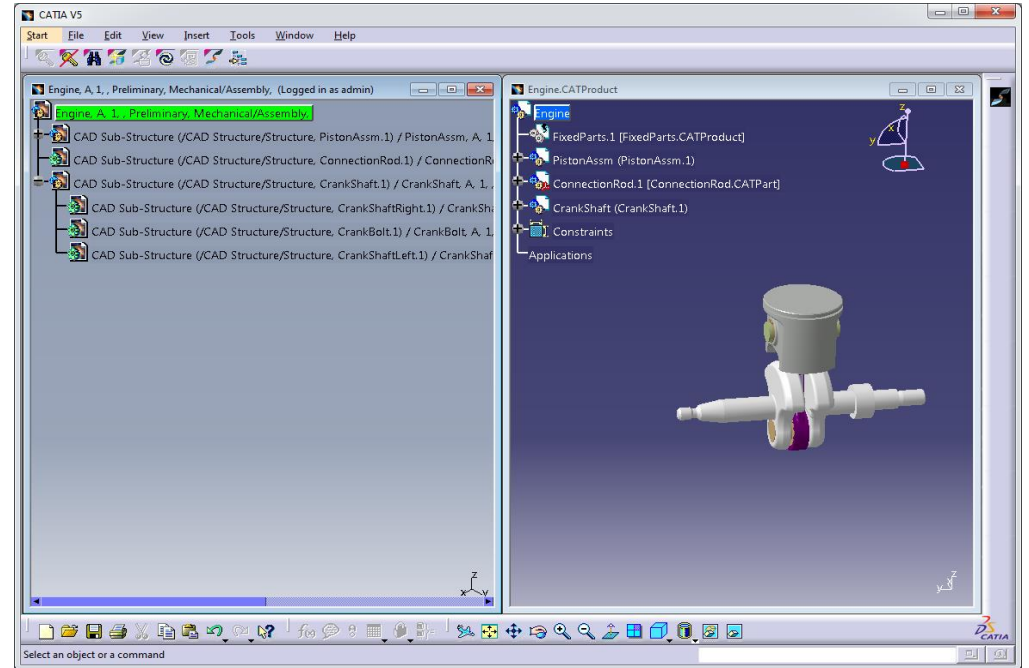 CATIA V5
Start File Edit View Insert Tools Window Help
Engine, A, 1, , Preliminary, Mechanical/Assembly, (Logged in as admin)
Engine, A, 1, , Preliminary, Mechanical/Assembly,
CAD Sub-Structure (/CAD Structure/Structure, PistonAssm.1) / PistonAssm, A, 1
CAD Sub-Structure (/CAD Structure/Structure, ConnectionRod.1) / ConnectionR
CAD Sub-Structure (/CAD Structure/Structure, CrankShaft.1) / CrankShaft, A, 1, ,
CAD Sub-Structure (/CAD Structure/Structure, CrankShaftRight.1) / CrankSha
CAD Sub-Structure (/CAD Structure/Structure, CrankBolt.1) / CrankBolt, A, 1,
CAD Sub-Structure (/CAD Structure/Structure, CrankShaftLeft.1) / CrankShaf
z
x y
Engine.CATProduct
Engine
FixedParts.1 [FixedParts.CATProduct]
PistonAssm (PistonAssm.1)
ConnectionRod.1 [ConnectionRod.CATPart]
CrankShaft (CrankShaft.1)
Constraints
Applications
z
x
y
z
y
f(x)
CATIA
Select an object or a command